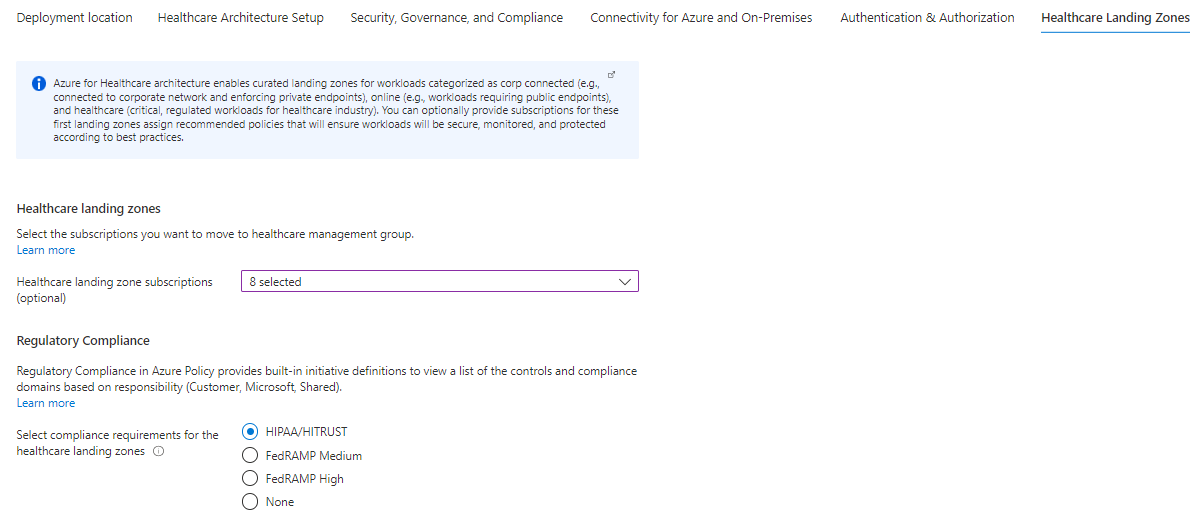 Deployment location Healthcare Architecture Setup Security, Governance, and Compliance Connectivity for Azure and On-Premises Authentication & Authorization Healthcare Landing Zones
Azure for Healthcare architecture enables curated landing zones for workloads categorized as corp connected (e.g.,
connected to corporate network and enforcing private endpoints), online (e.g., workloads requiring public endpoints),
and healthcare (critical, regulated workloads for healthcare industry). You can optionally provide subscriptions for these
first landing zones assign recommended policies that will ensure workloads will be secure, monitored, and protected
according to best practices.
Healthcare landing zones
Select the subscriptions you want to move to healthcare management group.
Learn more
Healthcare landing zone subscriptions
(optional)
8 selected
Regulatory Compliance
Regulatory Compliance in Azure Policy provides built-in initiative definitions to view a list of the controls and compliance
domains based on responsibility (Customer, Microsoft, Shared).
Learn more
Select compliance requirements for the
healthcare landing zones
HIPAA/HITRUST
FedRAMP Medium
FedRAMP High
None